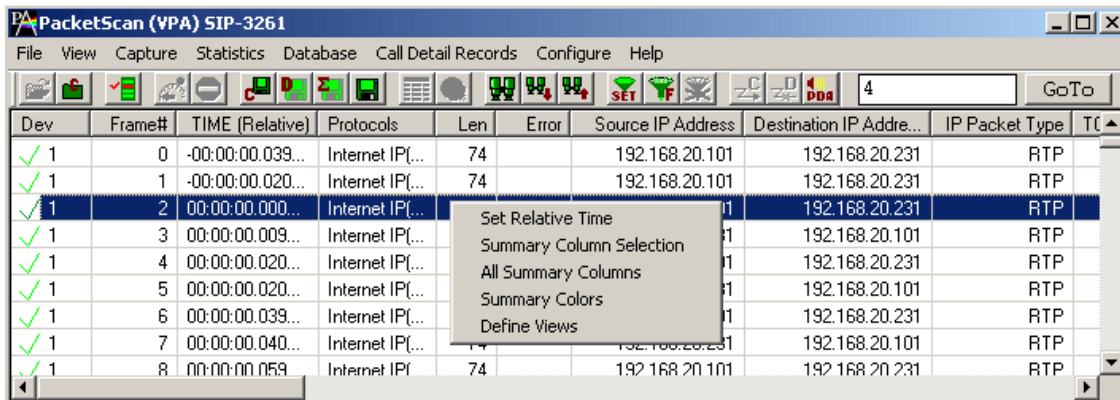 PacketScan (VPA) SIP-3261
File View Capture Statistics Database Call Detail Records Configure Help
SET F C D PDA 4 GoTo
Dev Frame# TIME (Relative) Protocols Len Error Source IP Address Destination IP Addre... IP Packet Type
1 0 -00:00:00.039... Internet IP(... 74 192.168.20.101 192.168.20.231 RTP
1 1 -00:00:00.020... Internet IP(... 74 192.168.20.101 192.168.20.231 RTP
1 2 00:00:00.000... Internet IP(... 192.168.20.231 RTP
Set Relative Time
1 3 00:00:00.009... Internet IP(... 192.168.20.101 RTP
Summary Column Selection
1 4 00:00:00.020... Internet IP(... 192.168.20.231 RTP
All Summary Columns
1 5 00:00:00.020... Internet IP(... 192.168.20.101 RTP
Summary Colors
1 6 00:00:00.039... Internet IP(... 192.168.20.231 RTP
Define Views
1 7 00:00:00.040... Internet IP(... 192.168.20.101 RTP
1 8 00:00:00.059 Internet IP(... 74 192.168.20.101 192.168.20.231 RTP